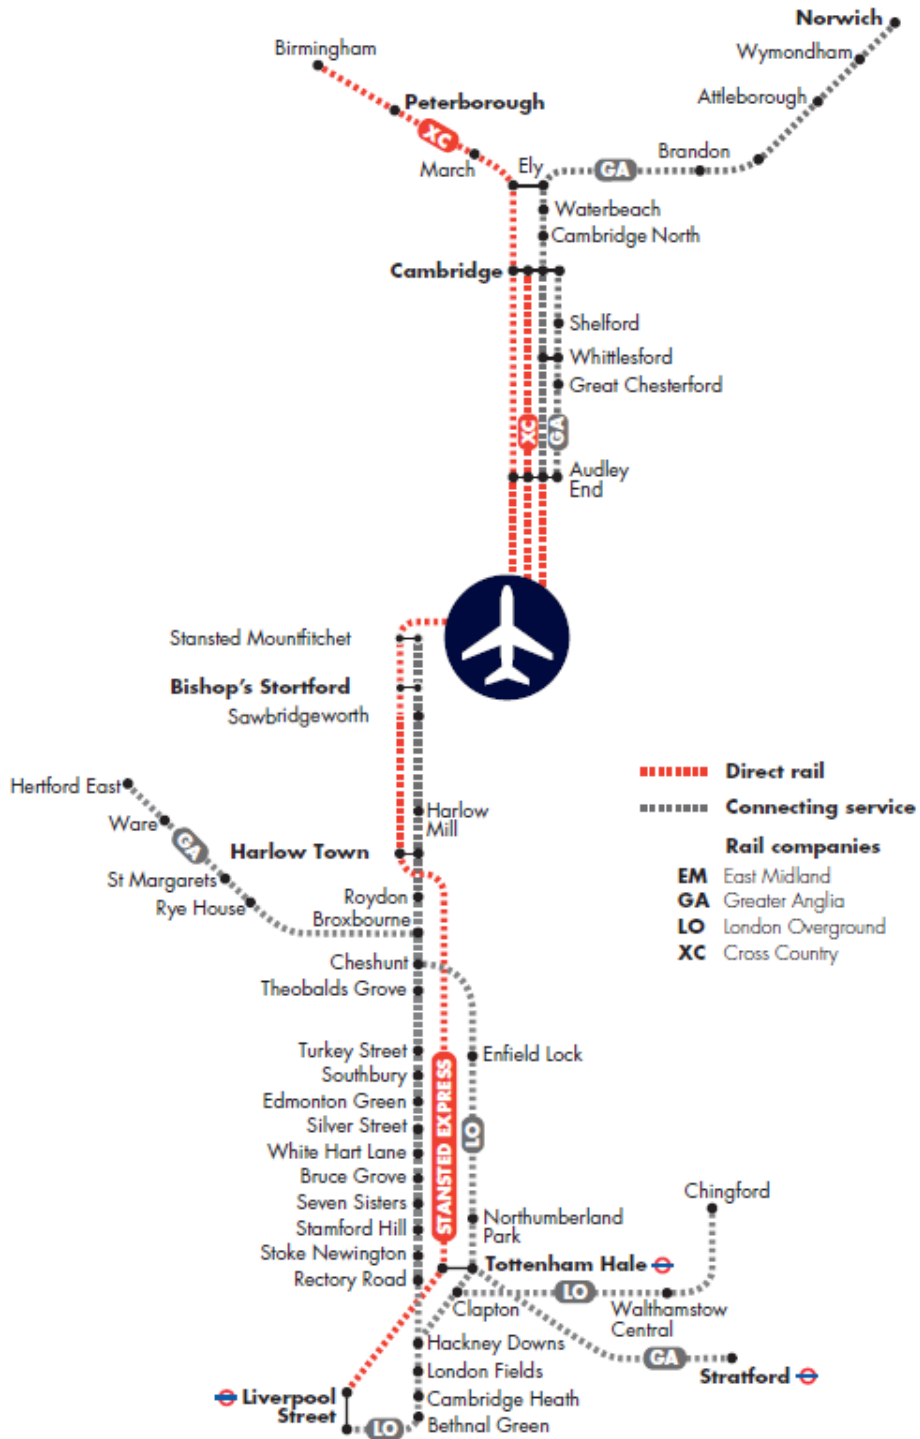 Norwich
Birmingham
Wymondham
Attleborough
Peterborough
XC
Brandon
March
Ely
GA
Waterbeach
Cambridge North
Cambridge
Shelford
Whittlesford
Great Chesterford
XC
GA
Audley
End
Stansted Mountfitchet
Bishop's Stortford
Sawbridgeworth
Direct rail
Hertford East
Connecting service
Harlow
Mill
Ware
GA
Rail companies
Harlow Town
EM East Midland
St Margarets
Roydon
GA Greater Anglia
Rye House
Broxbourne
LO London Overground
XC Cross Country
Cheshunt
Theobalds Grove
Turkey Street
Enfield Lock
Southbury
Edmonton Green
Silver Street
LO
STANSTED EXPRESS
White Hart Lane
Bruce Grove
Chingford
Seven Sisters
Northumberland
Park
Stamford Hill
Stoke Newington
Tottenham Hale
Rectory Road
LO
Clapton
Walthamstow
Central
Hackney Downs
GA
London Fields
Stratford
Liverpool
Street
Cambridge Heath
LO
Bethnal Green